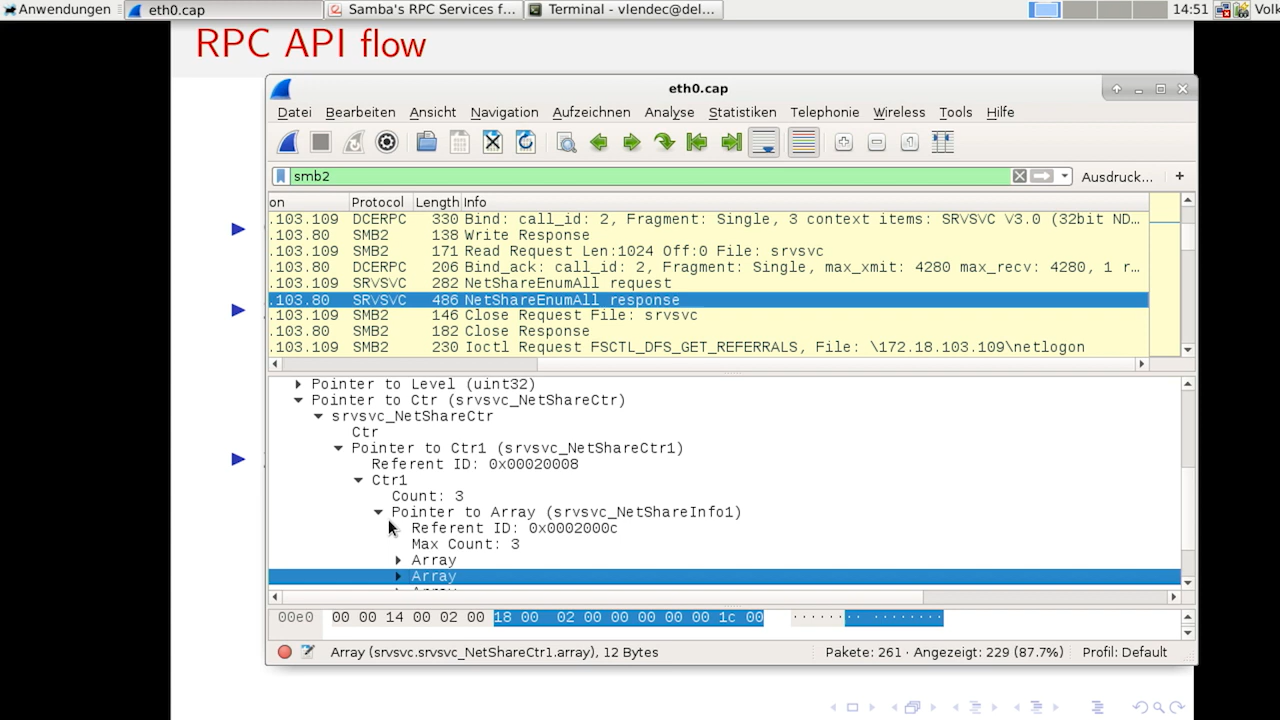 Anwendungen eth0.cap Samba's RPC Services f... Terminal - vlendec@del... 14:51 Volk
RPC API flow
eth0.cap
Datei Bearbeiten Ansicht Navigation Aufzeichnen Analyse Statistiken Telephonie Wireless Tools Hilfe
smb2 Ausdruck... +
on Protocol Length Info
.103.109 DCERPC 330 Bind: call_id: 2, Fragment: Single, 3 context items: SRVSVC V3.0 (32bit ND…
.103.80 SMB2 138 Write Response
.103.109 SMB2 171 Read Request Len:1024 Off:0 File: srvsvc
.103.80 DCERPC 206 Bind_ack: call_id: 2, Fragment: Single, max_xmit: 4280 max_recv: 4280, 1 r…
.103.109 SRVSVC 282 NetShareEnumAll request
.103.80 SRVSVC 486 NetShareEnumAll response
.103.109 SMB2 146 Close Request File: srvsvc
.103.80 SMB2 182 Close Response
.103.109 SMB2 230 Ioctl Request FSCTL_DFS_GET_REFERRALS, File: \172.18.103.109\netlogon
Pointer to Level (uint32)
Pointer to Ctr (srvsvc_NetShareCtr)
srvsvc_NetShareCtr
Ctr
Pointer to Ctr1 (srvsvc_NetShareCtr1)
Referent ID: 0x00020008
Ctr1
Count: 3
Pointer to Array (srvsvc_NetShareInfo1)
Referent ID: 0x0002000c
Max Count: 3
Array
Array
Array
00e0 00 00 14 00 02 00 18 00 02 00 00 00 00 00 1c 00 ······ ·· ········
Array (srvsvc.srvsvc_NetShareCtr1.array), 12 Bytes Pakete: 261 · Angezeigt: 229 (87.7%) Profil: Default